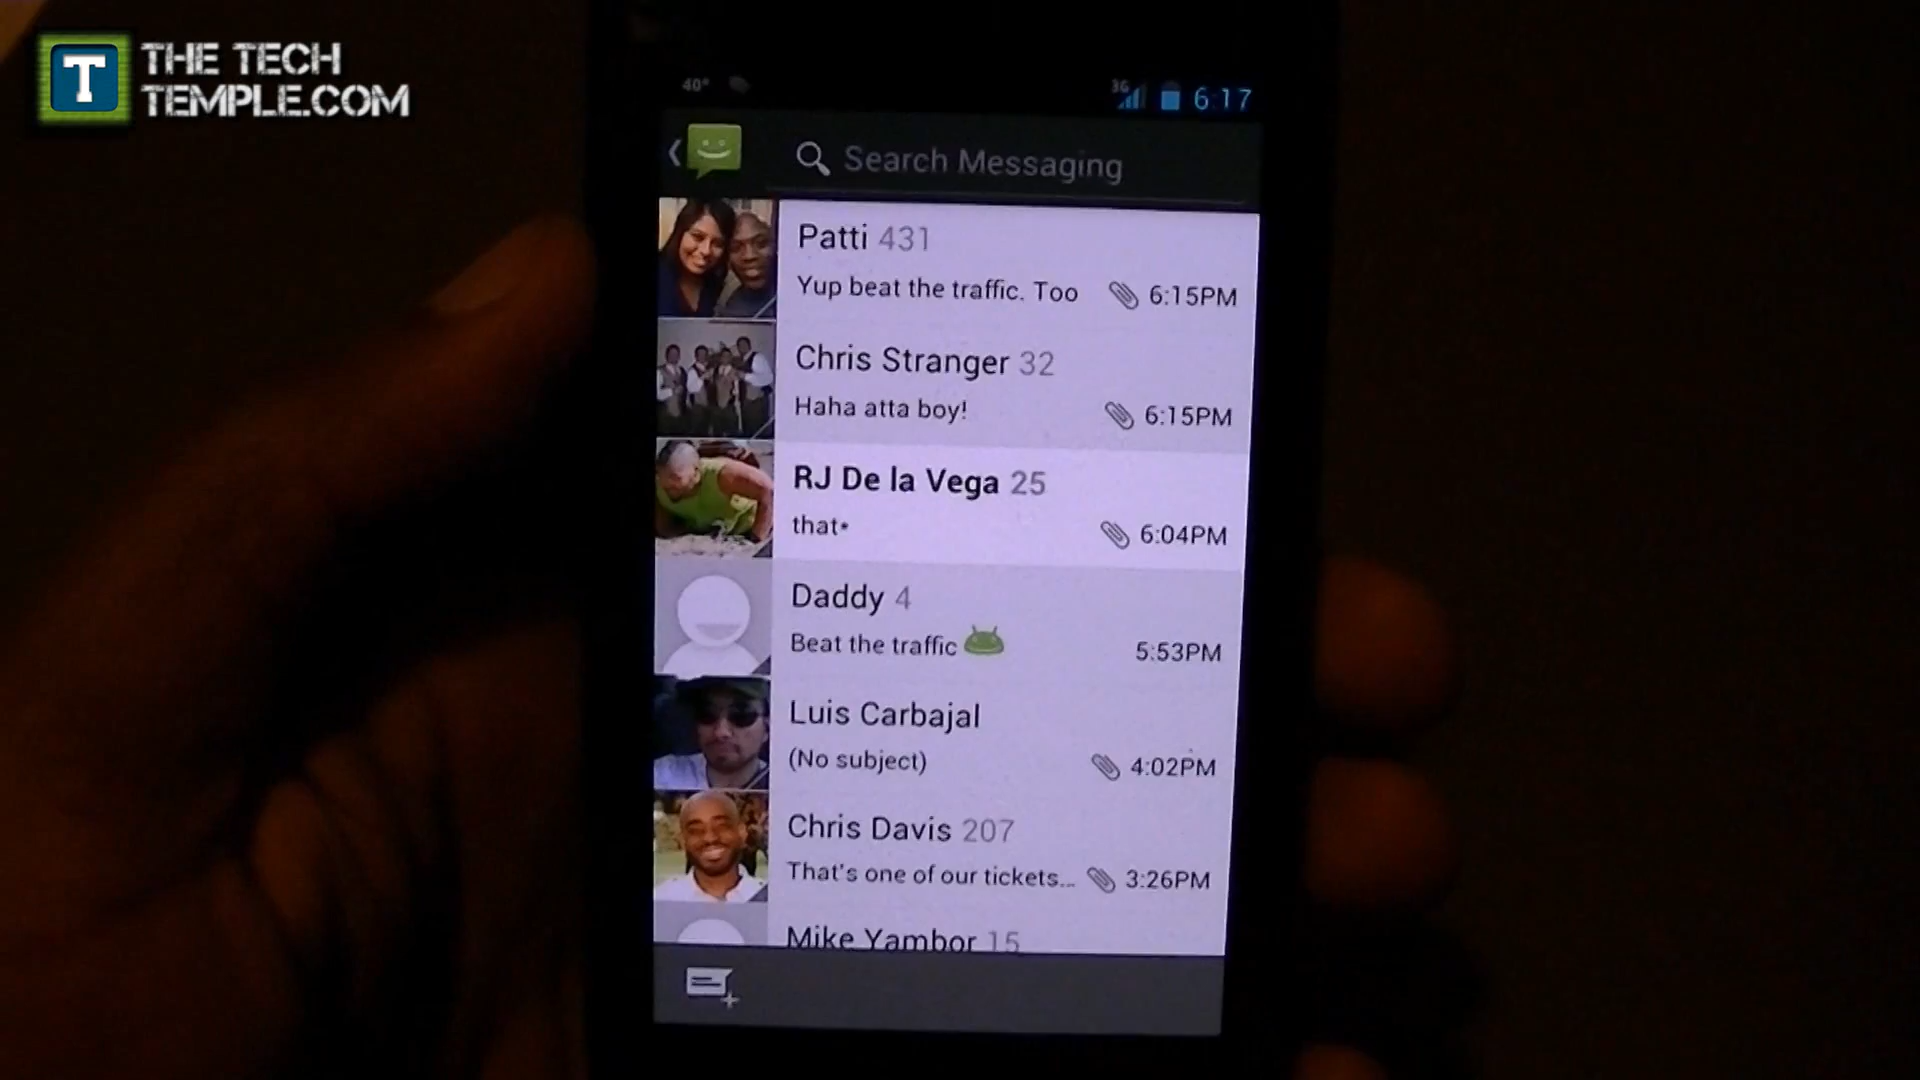 THE TECH
TEMPLE.COM
40°
3G
6:17
Search Messaging
Patti 431
Yup beat the traffic. Too
6:15PM
Chris Stranger 32
Haha atta boy!
6:15PM
RJ De la Vega 25
that*
6:04PM
Daddy 4
Beat the traffic
5:53PM
Luis Carbajal
(No subject)
4:02PM
Chris Davis 207
That's one of our tickets...
3:26PM
Mike Yambor 15